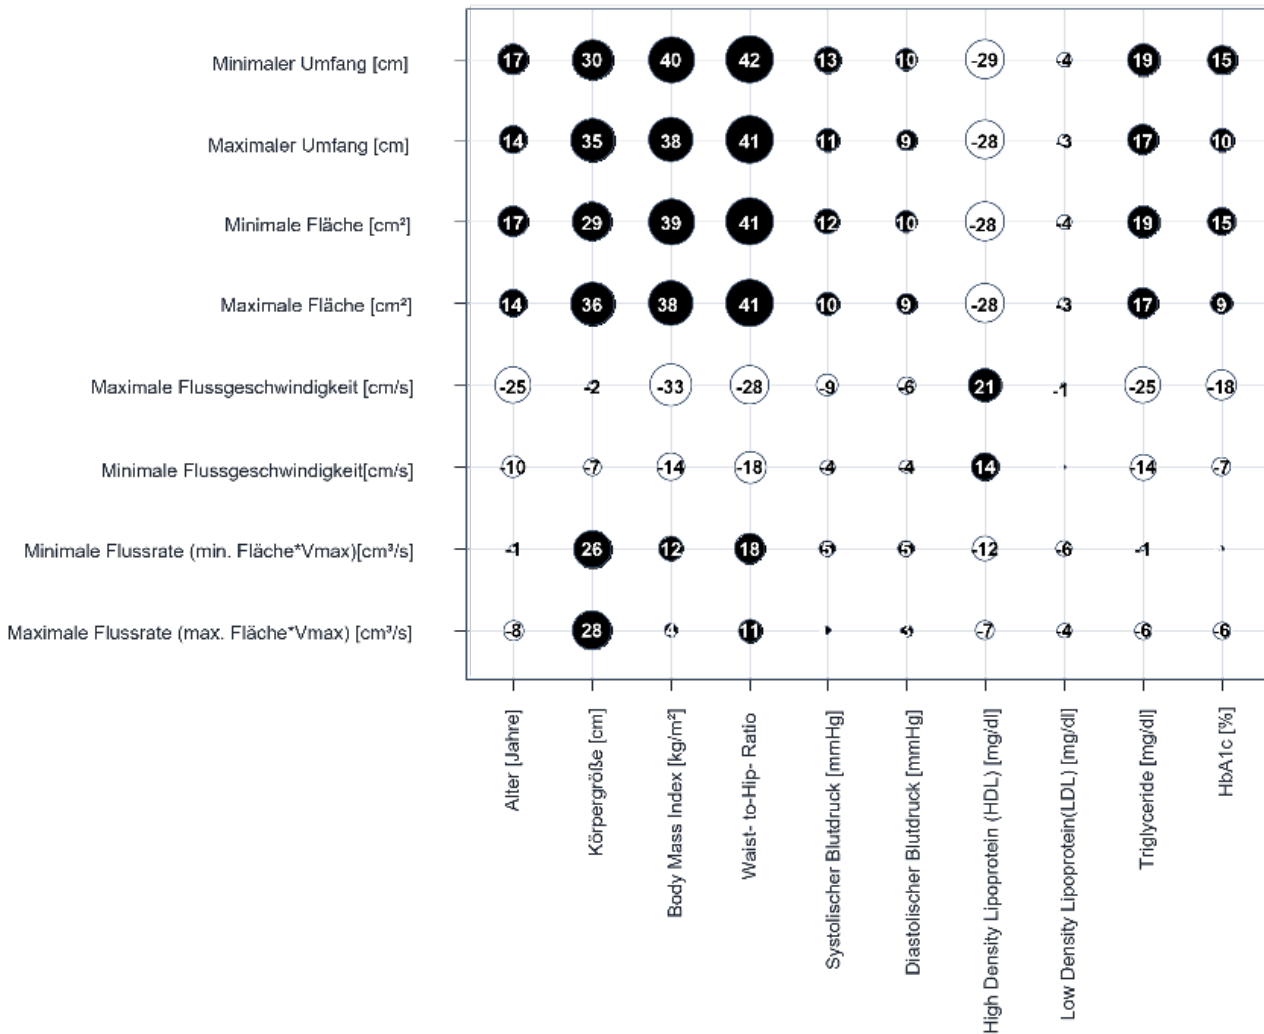 Minimaler Umfang [cm] 17 30 40 42 13 10 -29 -4 19 15
Maximaler Umfang [cm] 14 35 38 41 11 9 -28 -3 17 10
Minimale Fläche [cm²] 17 29 39 41 12 10 -28 -4 19 15
Maximale Fläche [cm²] 14 36 38 41 10 9 -28 -3 17 9
Maximale Flussgeschwindigkeit [cm/s] -25 -2 -33 -28 -9 -6 21 -1 -25 -18
Minimale Flussgeschwindigkeit[cm/s] -10 -7 -14 -18 -4 -4 14 -14 -7
Minimale Flussrate (min. Fläche*Vmax)[cm³/s] -1 26 12 18 5 5 -12 -6 -1
Maximale Flussrate (max. Fläche*Vmax) [cm³/s] -8 28 4 11 3 -7 -4 -6 -6
Alter [Jahre]
Körpergröße [cm]
Body Mass Index [kg/m²]
Waist- to-Hip- Ratio
Systolischer Blutdruck [mmHg]
Diastolischer Blutdruck [mmHg]
High Density Lipoprotein (HDL) [mg/dl]
Low Density Lipoprotein(LDL) [mg/dl]
Triglyceride [mg/dl]
HbA1c [%]